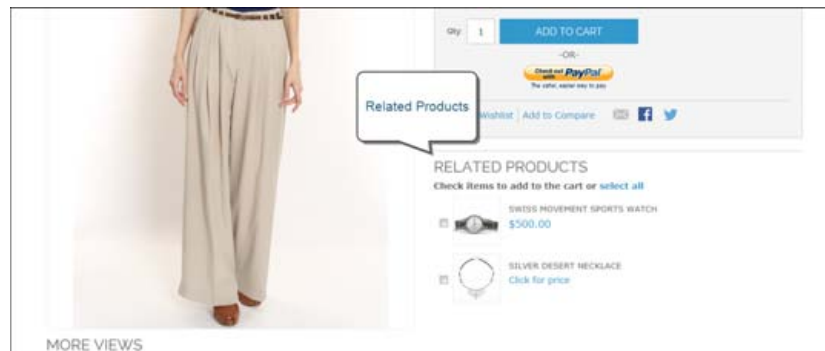 Qty: 1 ADD TO CART
-OR-
Check out with PayPal
The safer, easier way to pay
Related Products
Wishlist | Add to Compare
RELATED PRODUCTS
Check items to add to the cart or select all
SWISS MOVEMENT SPORTS WATCH
$500.00
SILVER DESERT NECKLACE
Click for price
MORE VIEWS